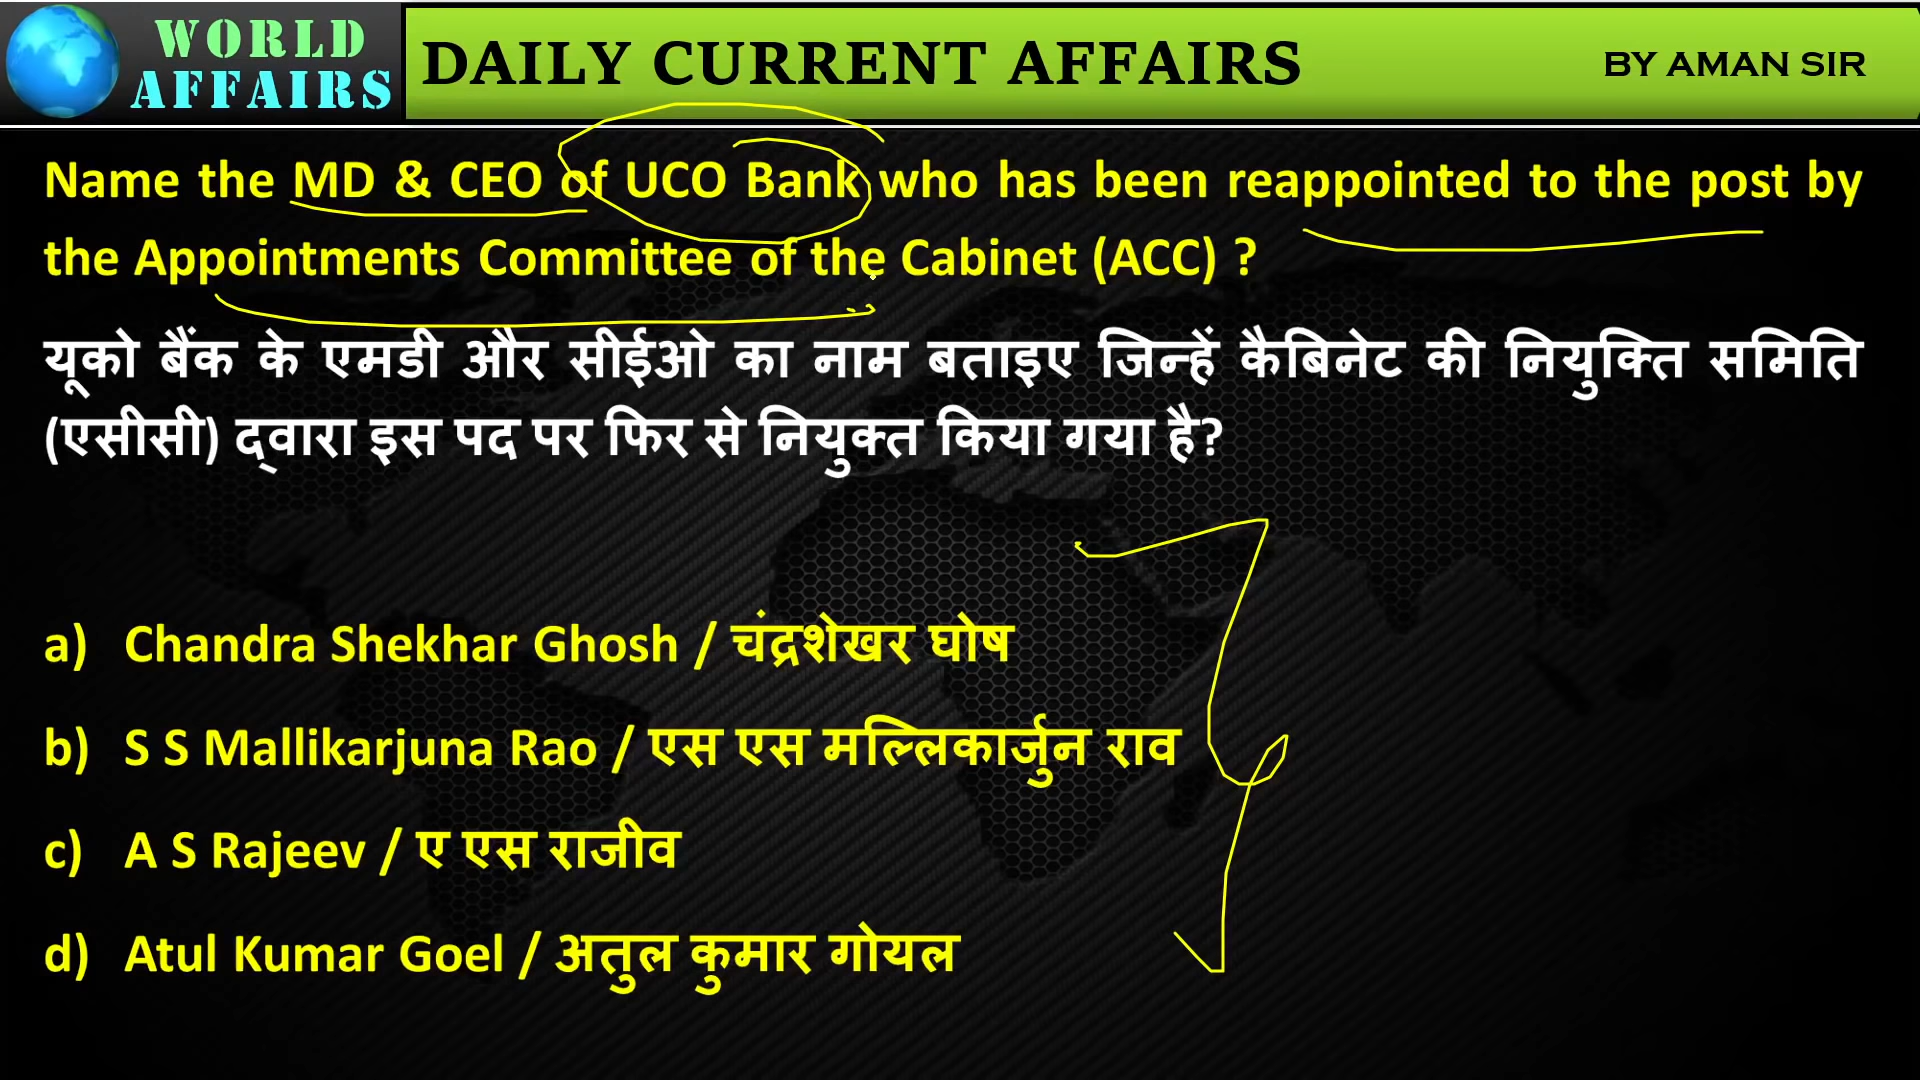 WORLD
AFFAIRS
DAILY CURRENT AFFAIRS
BY AMAN SIR
Name the MD & CEO of UCO Bank who has been reappointed to the post by
the Appointments Committee of the Cabinet (ACC) ?
यूको बैंक के एमडी और सीईओ का नाम बताइए जिन्हें कैबिनेट की नियुक्ति समिति
(एसीसी) द्वारा इस पद पर फिर से नियुक्त किया गया है?
a) Chandra Shekhar Ghosh / चंद्रशेखर घोष
b) S S Mallikarjuna Rao / एस एस मल्लिकार्जुन राव
c) A S Rajeev / ए एस राजीव
d) Atul Kumar Goel / अतुल कुमार गोयल